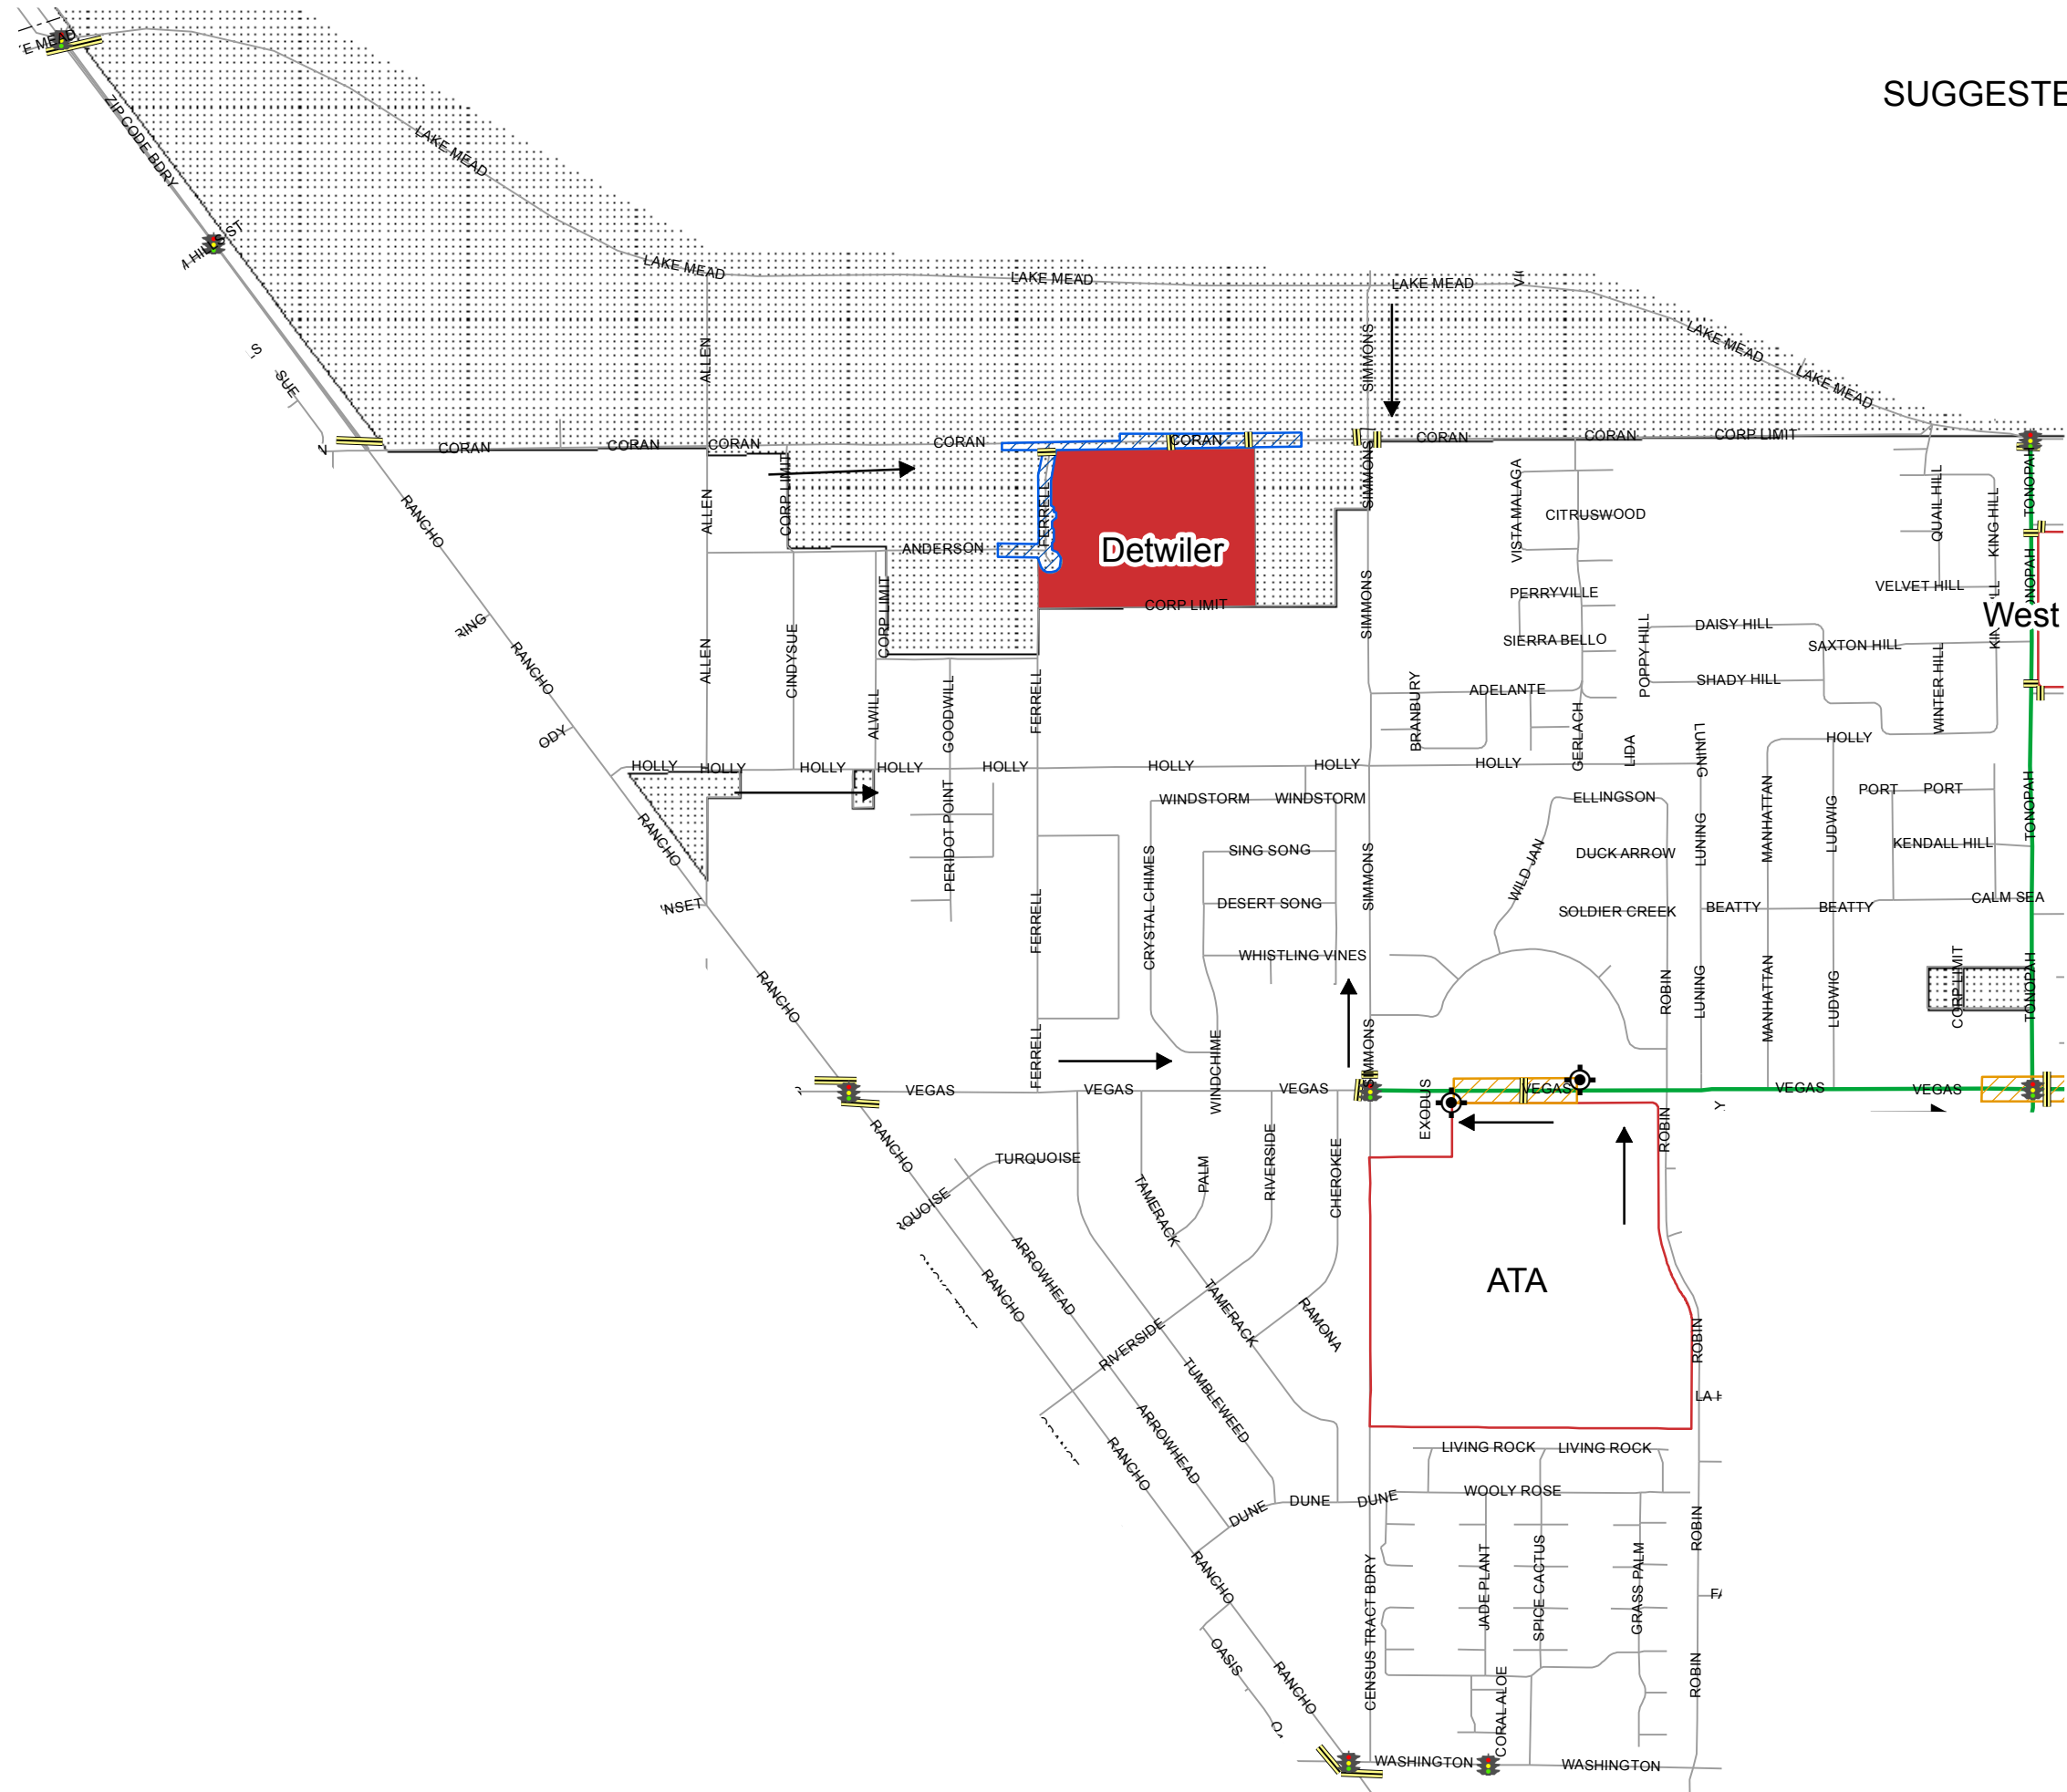 E MEAD
SUGGESTE
ZIP CODE BDRY
LAKE MEAD
LAKE MEAD
LAKE MEAD
LAKE MEAD
LAKE MEAD
LAKE MEAD
ALLEN
SIMMONS
SUE
CORAN
CORAN
CORAN
CORAN
CORAN
CORAN
CORAN
CORP LIMIT
RANCHO
ALLEN
CORP LIMIT
FERRELL
SIMMONS
VISTA MALAGA
CITRUSWOOD
QUAIL HILL
KING HILL
TONOPAH
ANDERSON
Detwiler
CORP LIMIT
CORP LIMIT
SIMMONS
PERRYVILLE
VELVET HILL
West
SIERRA BELLO
POPPY HILL
DAISY HILL
SAXTON HILL
SHADY HILL
WINTER HILL
RANCHO
ALLEN
CINDYSUE
ALWILL
GOODWILL
FERRELL
BRANBURY
ADELANTE
GERLACH
LIDA
LUNING
HOLLY
HOLLY
HOLLY
HOLLY
HOLLY
HOLLY
HOLLY
HOLLY
HOLLY
RANCHO
PERIDOT POINT
WINDSTORM
WINDSTORM
ELLINGSON
MANHATTAN
LUDWIG
PORT
PORT
TONOPAH
SING SONG
CRYSTAL CHIMES
SIMMONS
WILD JAN
DUCK ARROW
LUNING
KENDALL HILL
DESERT SONG
SOLDIER CREEK
BEATTY
BEATTY
CALM SEA
FERRELL
WHISTLING VINES
RANCHO
ROBIN
LUNING
MANHATTAN
LUDWIG
CORP LIMIT
TONOPAH
FERRELL
WINDCHIME
SIMMONS
VEGAS
VEGAS
VEGAS
VEGAS
VEGAS
VEGAS
EXODUS
ROBIN
RANCHO
TURQUOISE
TAMERACK
PALM
RIVERSIDE
CHEROKEE
RANCHO
ARROWHEAD
ATA
TAMERACK
RAMONA
RIVERSIDE
TUMBLEWEED
ROBIN
ARROWHEAD
RANCHO
LIVING ROCK
LIVING ROCK
WOOLY ROSE
DUNE
DUNE
DUNE
ROBIN
RANCHO
CENSUS TRACT BDRY
JADE PLANT
SPICE CACTUS
GRASS PALM
OASIS
RANCHO
CORAL ALOE
ROBIN
WASHINGTON
WASHINGTON